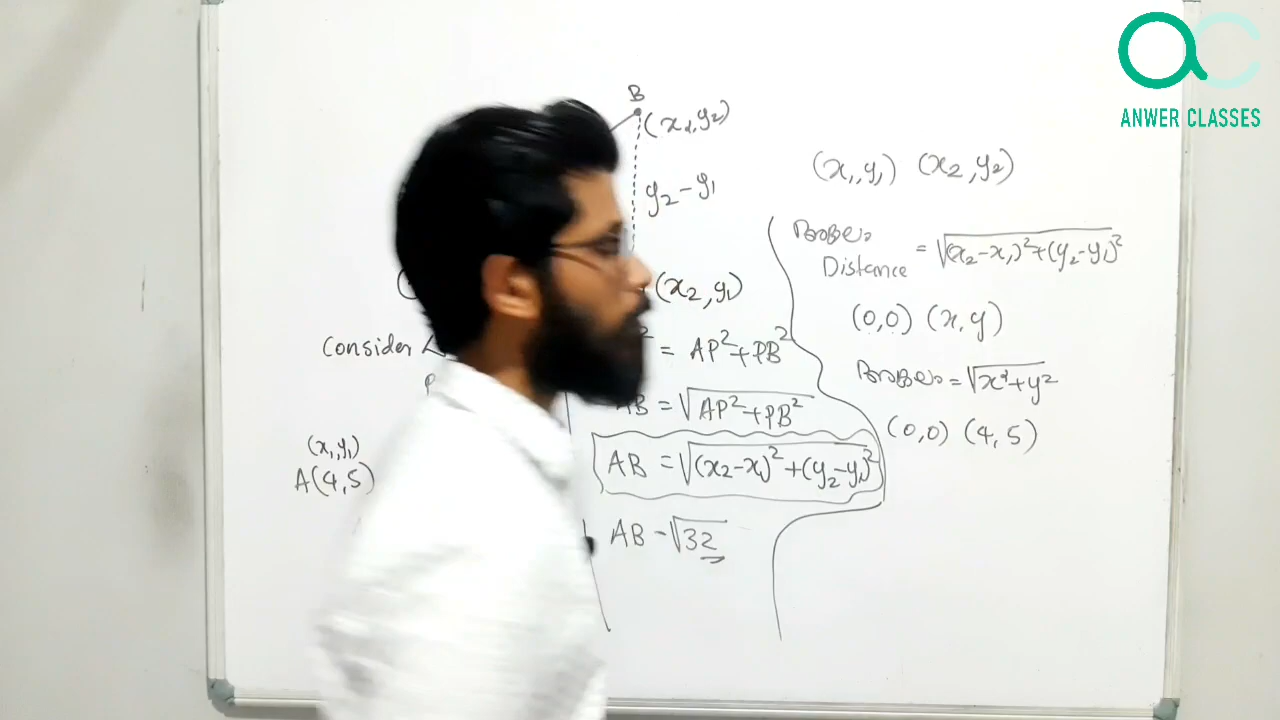 ac
ANWER CLASSES
B
(x₂, y₂)
y₂ - y₁
(x₂, y₁)
consider
= AP² + PB²
AB = √AP² + PB²
AB = √(x₂ - x₁)² + (y₂ - y₁)²
AB = √32
(x₁, y₁)
A(4, 5)
(x₁, y₁) (x₂, y₂)
Distance = √(x₂ - x₁)² + (y₂ - y₁)²
(0, 0) (x, y)
= √x² + y²
(0, 0) (4, 5)